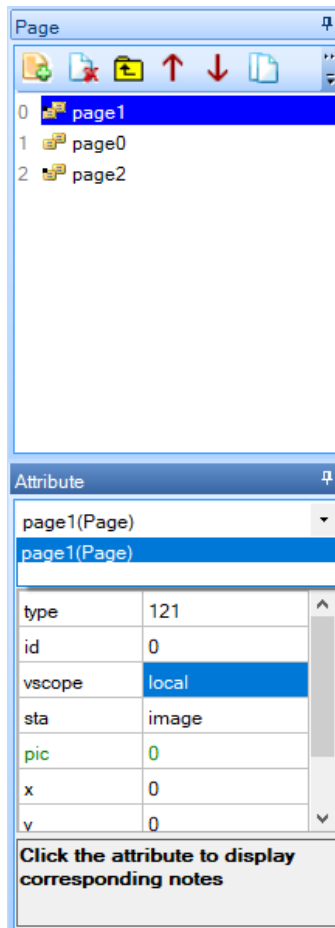 Page
0 page1
1 page0
2 page2
Attribute
page1(Page)
page1(Page)
type 121
id 0
vscope local
sta image
pic 0
x 0
y 0
Click the attribute to display
corresponding notes